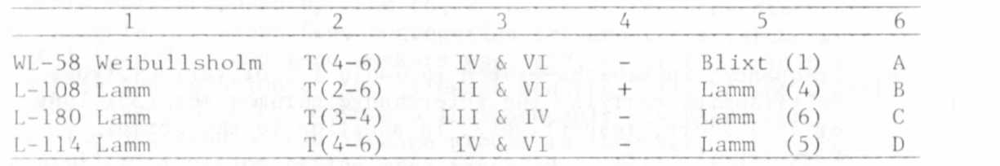 1 2 3 4 5 6
WL-58 Weibullsholm T(4-6) IV & VI - Blixt (1) A
L-108 Lamm T(2-6) II & VI + Lamm (4) B
L-180 Lamm T(3-4) III & IV - Lamm (6) C
L-114 Lamm T(4-6) IV & VI - Lamm (5) D